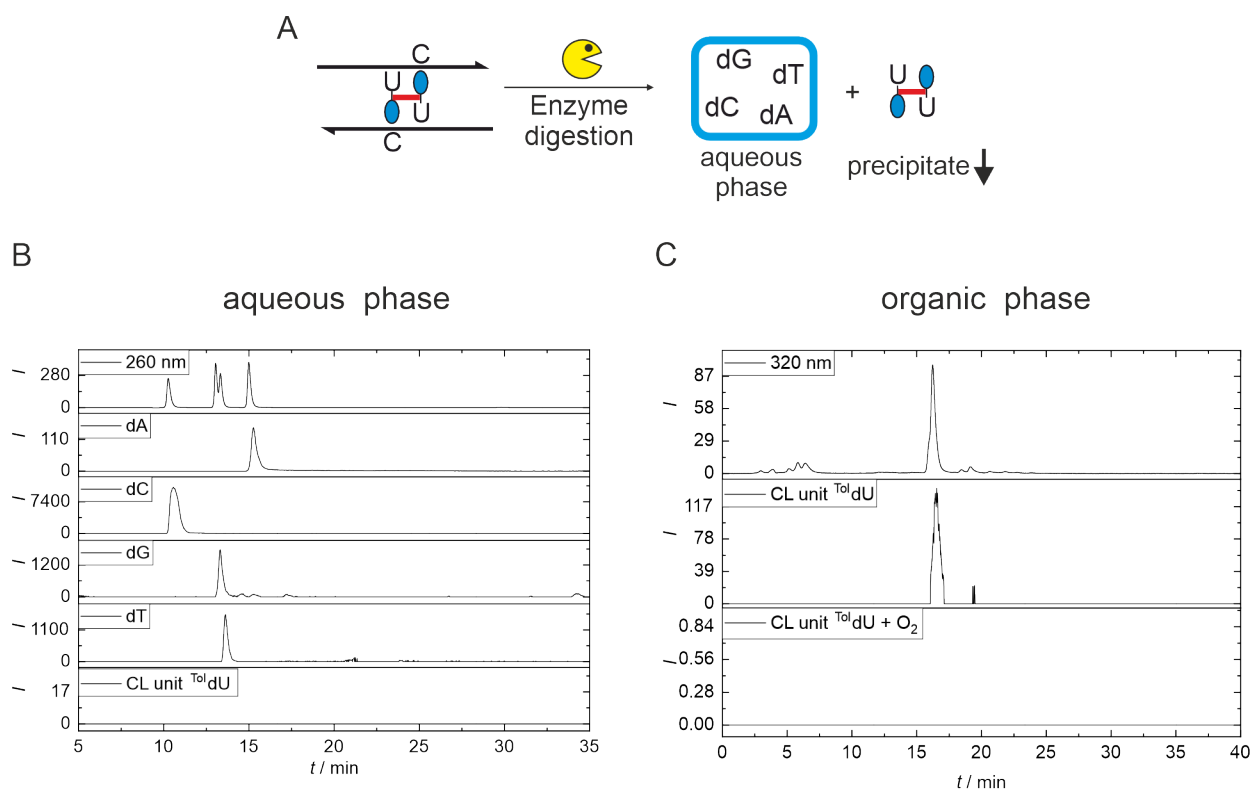 A
C
U
U
C
Enzyme
digestion
dG
dT
dC
dA
aqueous
phase
+
U
U
precipitate
B
aqueous phase
I
280
0
260 nm
I
110
0
dA
I
7400
0
dC
I
1200
0
dG
I
1100
0
dT
I
17
0
CL unit ToldU
5 10 15 20 25 30 35
t / min
C
organic phase
I
87
58
29
0
320 nm
I
117
78
39
0
CL unit ToldU
I
0.84
0.56
0.28
0.00
CL unit ToldU + O2
0 5 10 15 20 25 30 35 40
t / min